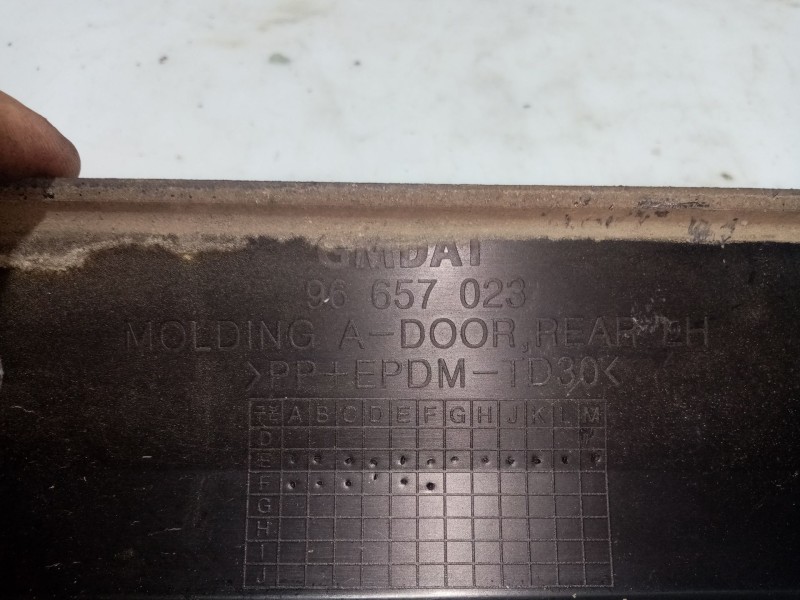 GMDAT
96 657 023
MOLDING A-DOOR, REAR LH
>PP+EPDM-TD30<
A B C D E F G H J K L M
D
E
F
G
H
I
J